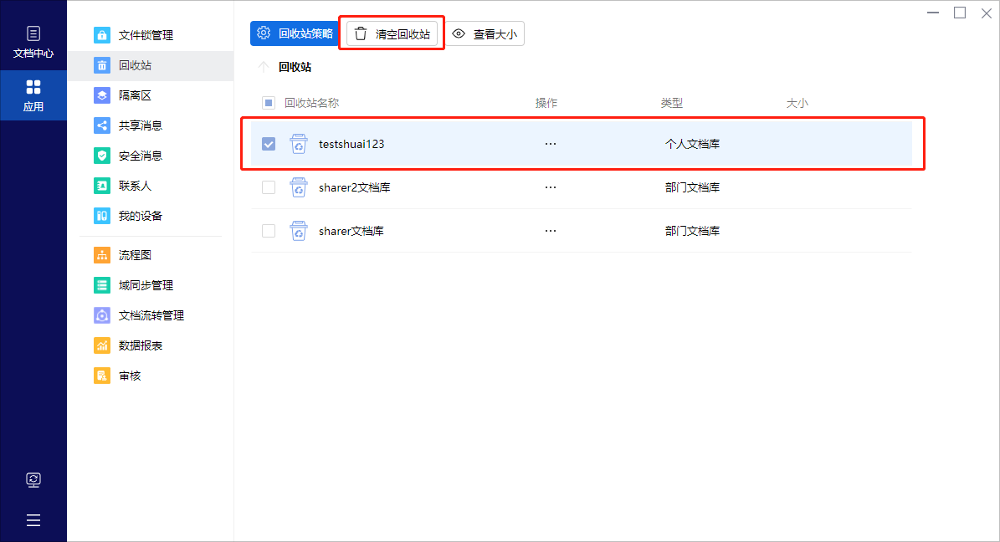 文档中心
应用
文件锁管理
回收站
隔离区
共享消息
安全消息
联系人
我的设备
流程图
域同步管理
文档流转管理
数据报表
审核
回收站策略 清空回收站 查看大小
回收站
回收站名称 操作 类型 大小
testshuai123 ··· 个人文档库
sharer2文档库 ··· 部门文档库
sharer文档库 ··· 部门文档库